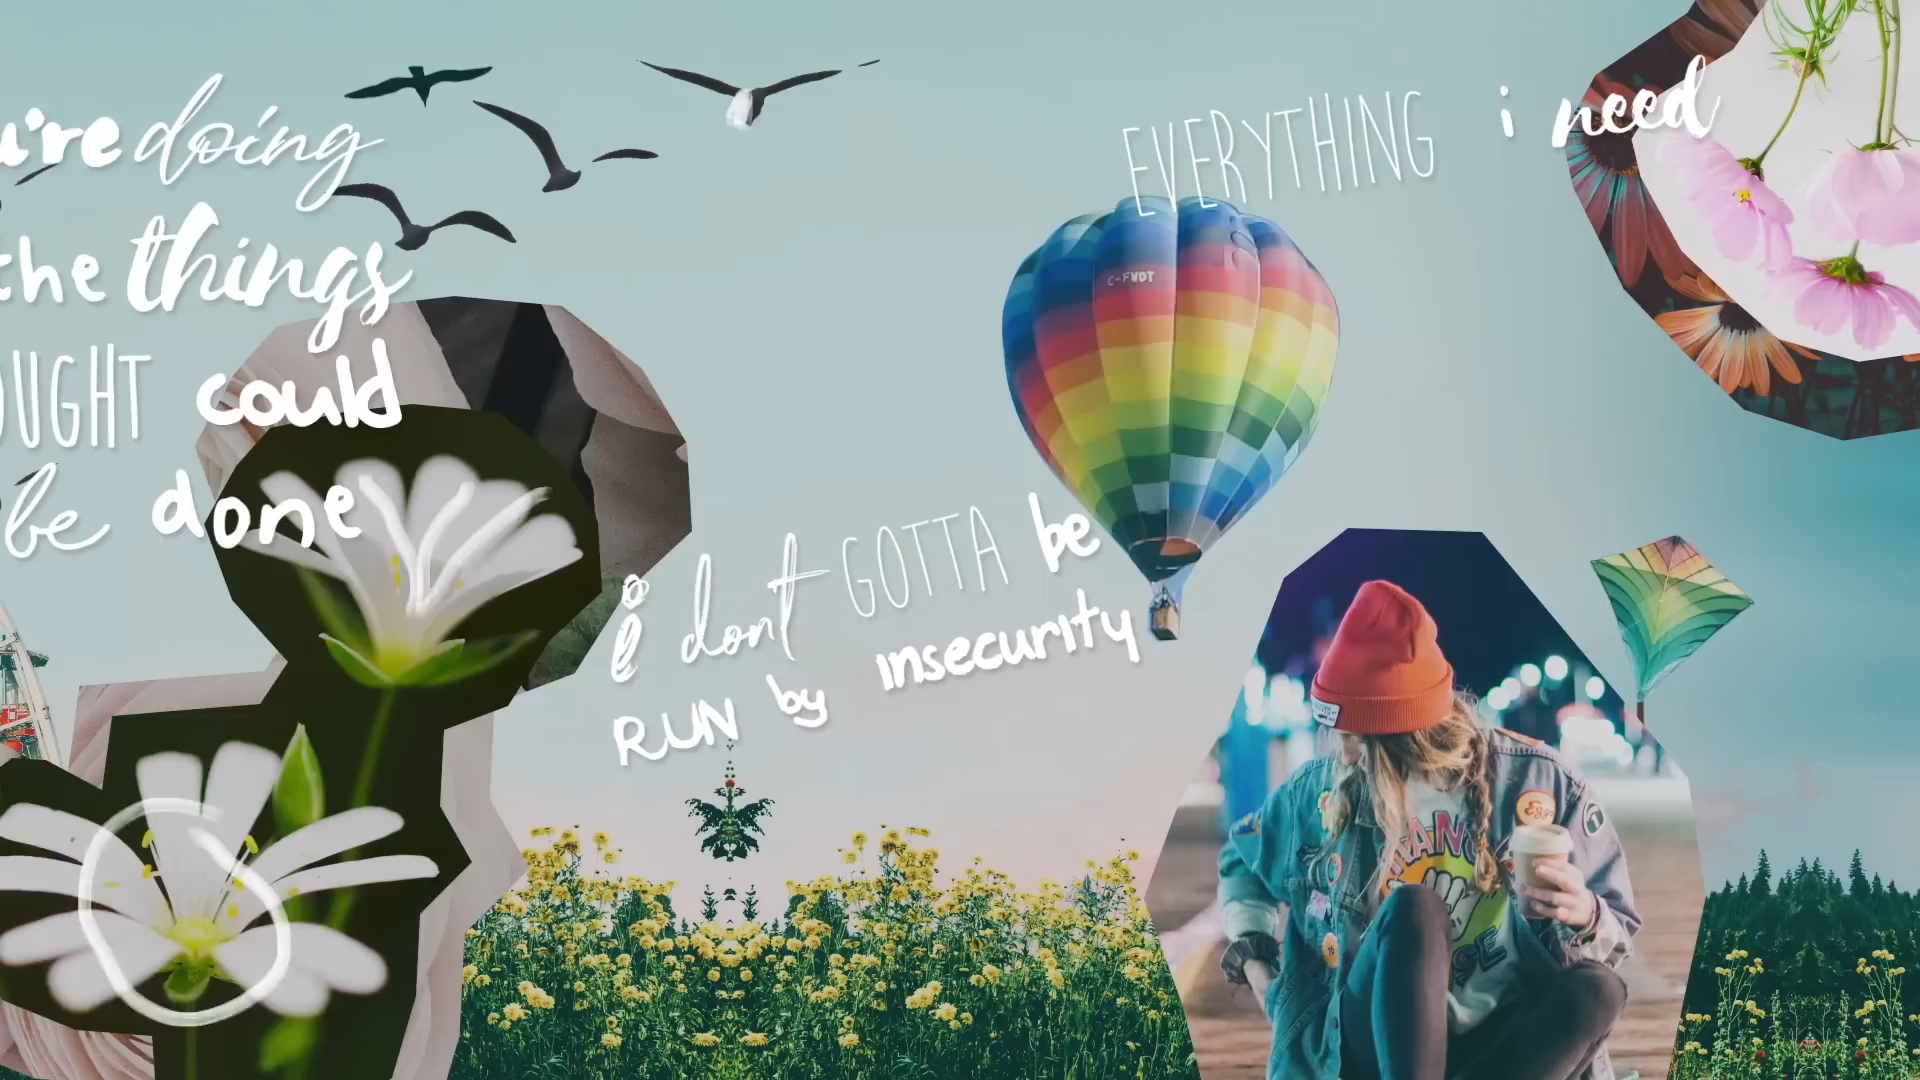 doing
the things
could
be done
EVERYTHING i need
C-FWDT
i dont GOTTA be
RUN by insecurity